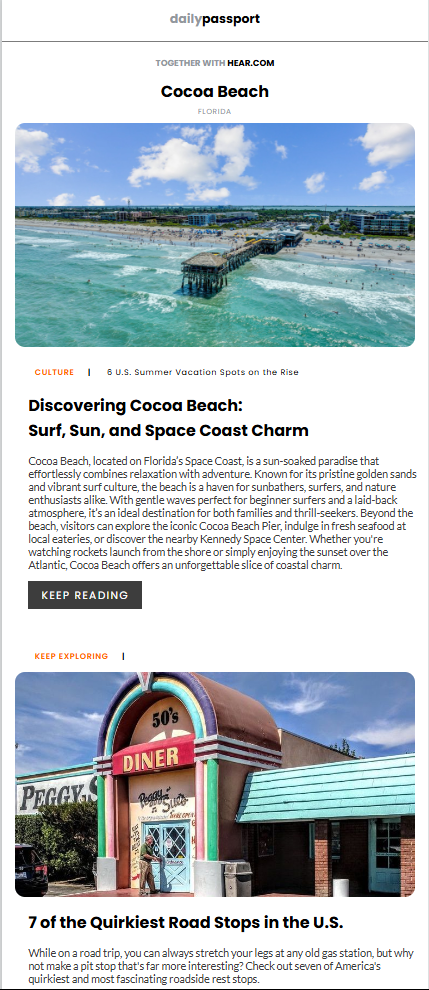 dailypassport
TOGETHER WITH HEAR.COM
Cocoa Beach
FLORIDA
CULTURE | 6 U.S. Summer Vacation Spots on the Rise
Discovering Cocoa Beach:
Surf, Sun, and Space Coast Charm
Cocoa Beach, located on Florida's Space Coast, is a sun-soaked paradise that
effortlessly combines relaxation with adventure. Known for its pristine golden sands
and vibrant surf culture, the beach is a haven for sunbathers, surfers, and nature
enthusiasts alike. With gentle waves perfect for beginner surfers and a laid-back
atmosphere, it's an ideal destination for both families and thrill-seekers. Beyond the
beach, visitors can explore the iconic Cocoa Beach Pier, indulge in fresh seafood at
local eateries, or discover the nearby Kennedy Space Center. Whether you're
watching rockets launch from the shore or simply enjoying the sunset over the
Atlantic, Cocoa Beach offers an unforgettable slice of coastal charm.
KEEP READING
KEEP EXPLORING |
50's
DINER
PEGGY S
Peggy Sue's
7 of the Quirkiest Road Stops in the U.S.
While on a road trip, you can always stretch your legs at any old gas station, but why
not make a pit stop that's far more interesting? Check out seven of America's
quirkiest and most fascinating roadside rest stops.